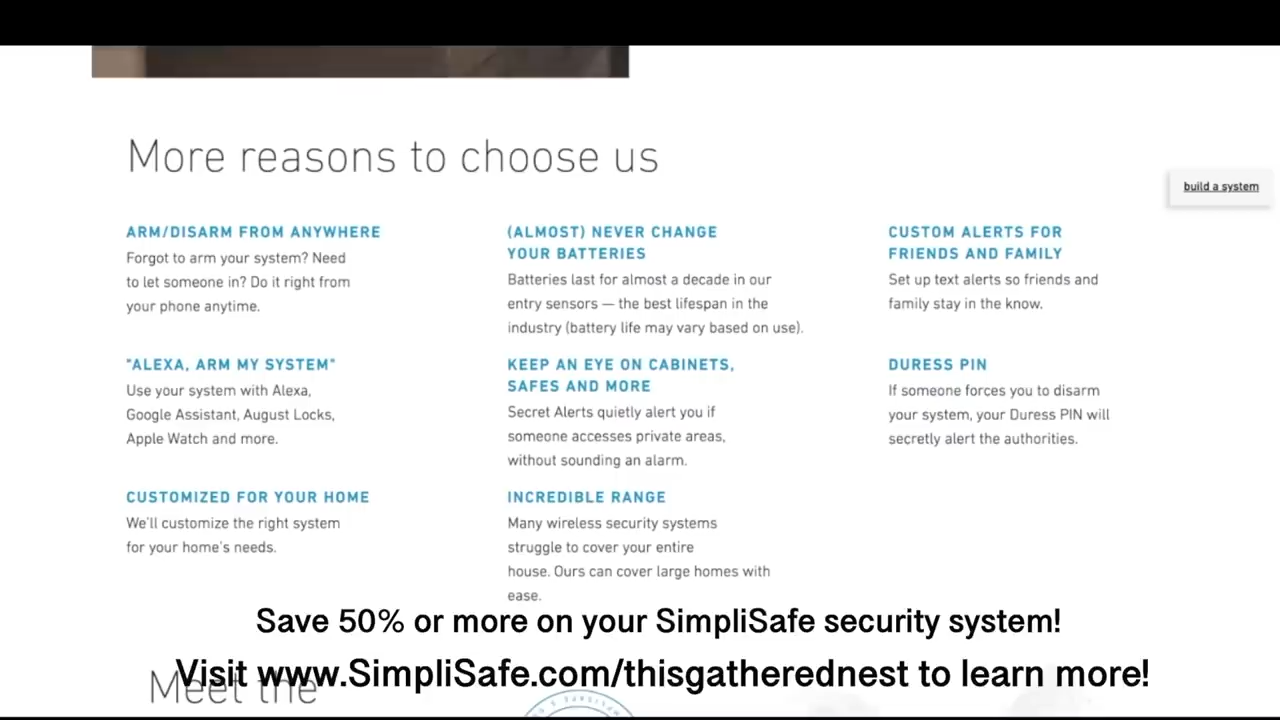 More reasons to choose us
build a system
ARM/DISARM FROM ANYWHERE
Forgot to arm your system? Need
to let someone in? Do it right from
your phone anytime.
(ALMOST) NEVER CHANGE
YOUR BATTERIES
Batteries last for almost a decade in our
entry sensors — the best lifespan in the
industry (battery life may vary based on use).
CUSTOM ALERTS FOR
FRIENDS AND FAMILY
Set up text alerts so friends and
family stay in the know.
"ALEXA, ARM MY SYSTEM"
Use your system with Alexa,
Google Assistant, August Locks,
Apple Watch and more.
KEEP AN EYE ON CABINETS,
SAFES AND MORE
Secret Alerts quietly alert you if
someone accesses private areas,
without sounding an alarm.
DURESS PIN
If someone forces you to disarm
your system, your Duress PIN will
secretly alert the authorities.
CUSTOMIZED FOR YOUR HOME
We'll customize the right system
for your home's needs.
INCREDIBLE RANGE
Many wireless security systems
struggle to cover your entire
house. Ours can cover large homes with
ease.
Save 50% or more on your SimpliSafe security system!
Visit www.SimpliSafe.com/thisgatherednest to learn more!
Meet the